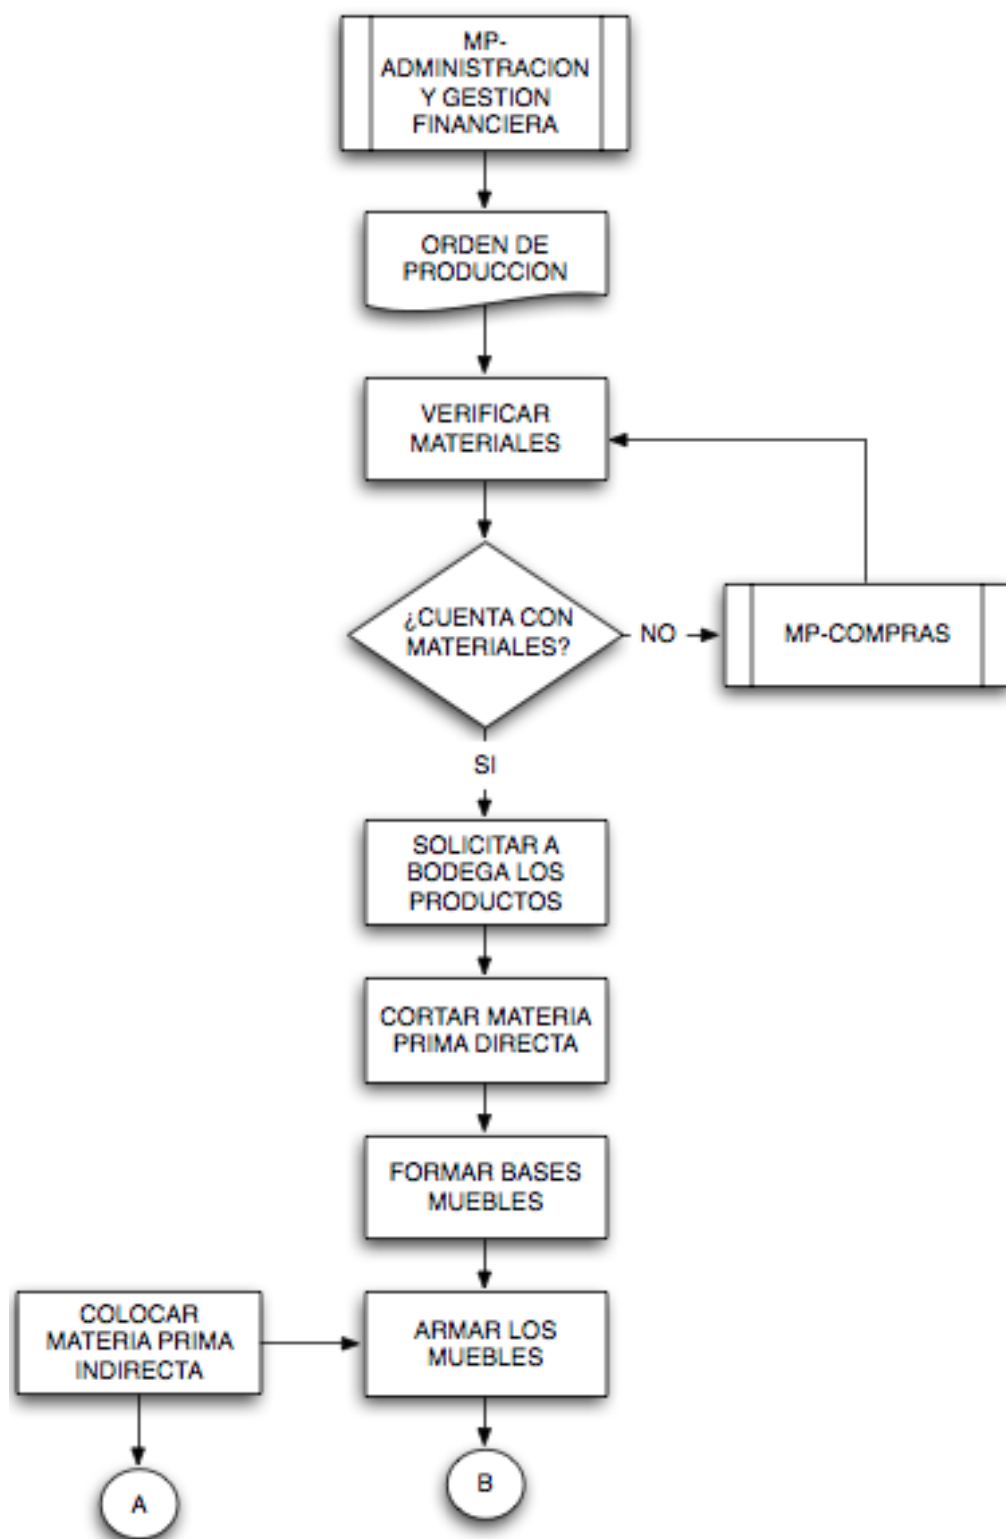 MP-
ADMINISTRACION
Y GESTION
FINANCIERA
ORDEN DE
PRODUCCION
VERIFICAR
MATERIALES
¿CUENTA CON
MATERIALES?
NO
MP-COMPRAS
SI
SOLICITAR A
BODEGA LOS
PRODUCTOS
CORTAR MATERIA
PRIMA DIRECTA
FORMAR BASES
MUEBLES
COLOCAR
MATERIA PRIMA
INDIRECTA
ARMAR LOS
MUEBLES
A
B